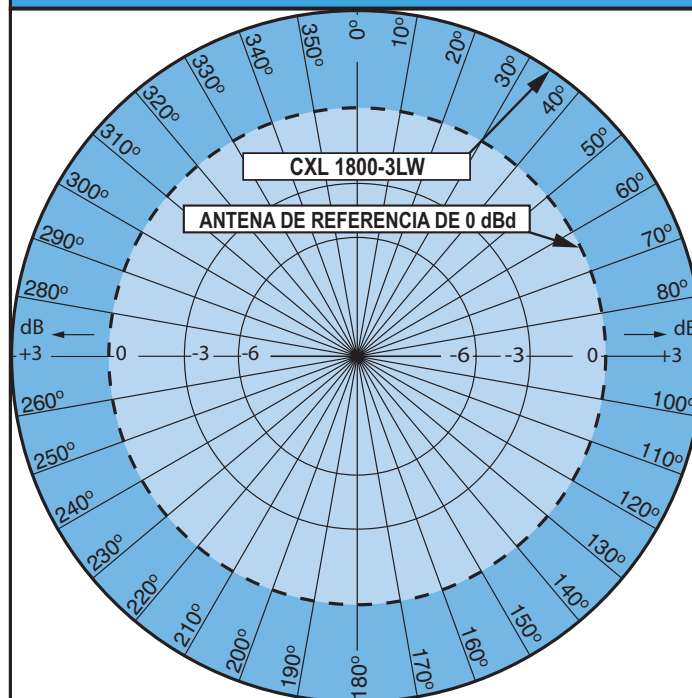 0º
10º
20º
30º
40º
50º
60º
70º
80º
dB
+3
100º
110º
120º
130º
140º
150º
160º
170º
180º
190º
200º
210º
220º
230º
240º
250º
260º
dB
+3
280º
290º
300º
310º
320º
330º
340º
350º
CXL 1800-3LW
ANTENA DE REFERENCIA DE 0 dBd
0 -3 -6 -6 -3 0